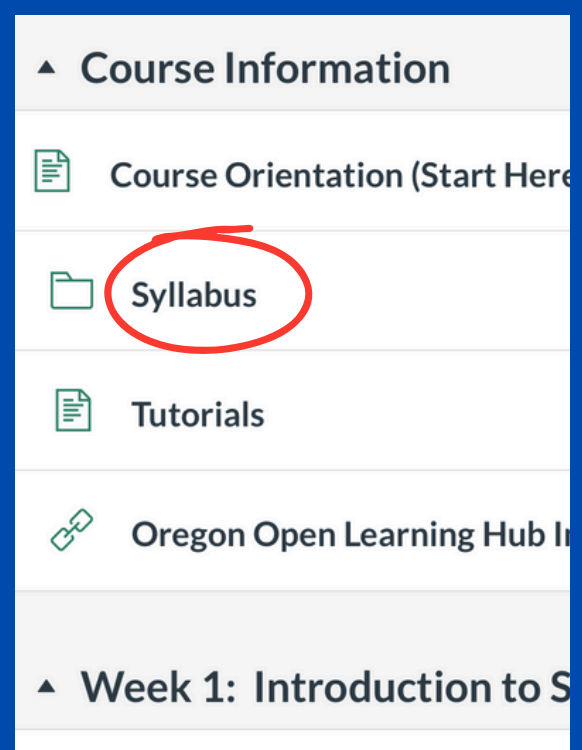 Course Information
Course Orientation (Start Here
Syllabus
Tutorials
Oregon Open Learning Hub
Week 1: Introduction to